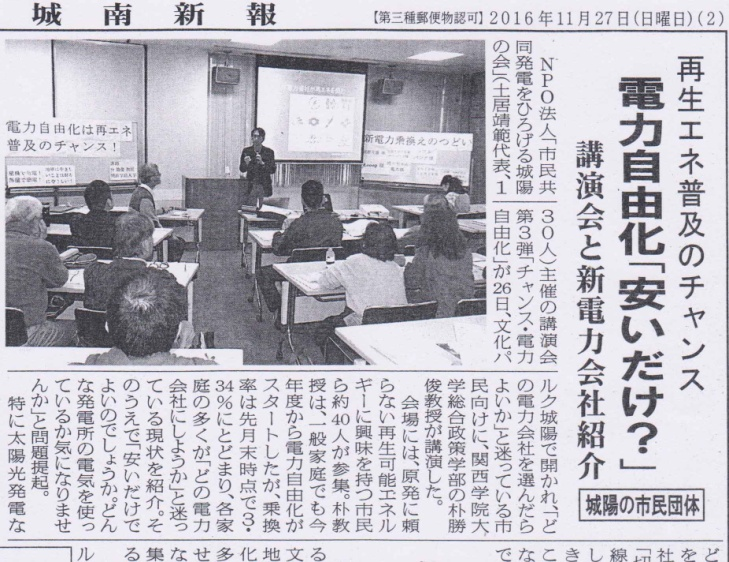 城南新報
【第三種郵便物認可】2016年11月27日(日曜日)(2)
再生エネ普及のチャンス
電力自由化「安いだけ?」
講演会と新電力会社紹介
城陽の市民団体
電力自由化は再エネ
普及のチャンス!
新電力乗換えのつどい
NPO法人「市民共
同発電をひろげる城陽
の会」(土居靖範代表、1
30人)主催の講演会
第3弾「チャンス・電力
自由化」が26日、文化パ
ルク城陽で開かれ、「ど
の電力会社を選んだら
よいか」と迷っている市
民向けに、関西学院大
学総合政策学部の朴勝
俊教授が講演した。
会場には、原発に頼
らない再生可能エネル
ギーに興味を持つ市民
ら約40人が参集。朴教
授は、一般家庭でも今
年度から電力自由化が
スタートしたが、乗換
率は先月末時点で3・
34%にとどまり、各家
庭の多くが「どの電力
会社にしようか」と迷っ
ている現状を紹介。そ
のうえで「安いだけで
よいのでしょうか。どん
な発電所の電気を使っ
ているか気になりませ
んか」と問題提起。
特に太陽光発電な